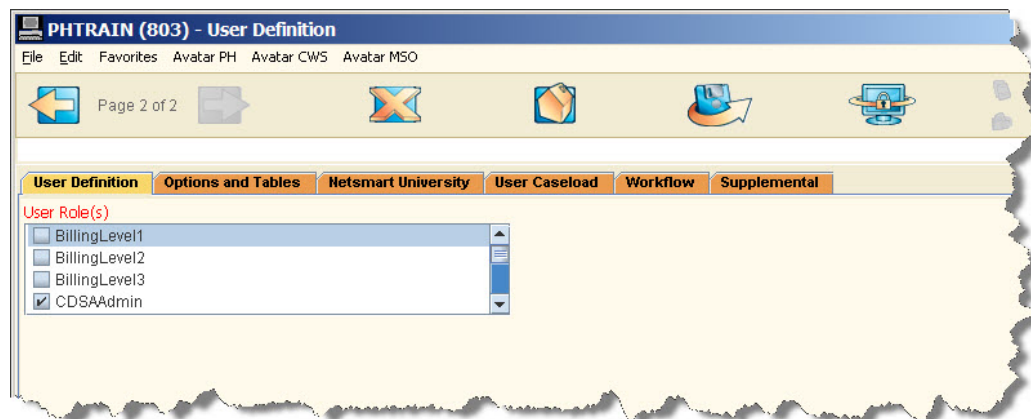 PHTRAIN (803) - User Definition
File Edit Favorites Avatar PH Avatar CWS Avatar MSO
Page 2 of 2
User Definition Options and Tables Netsmart University User Caseload Workflow Supplemental
User Role(s)
BillingLevel1
BillingLevel2
BillingLevel3
CDSAAdmin